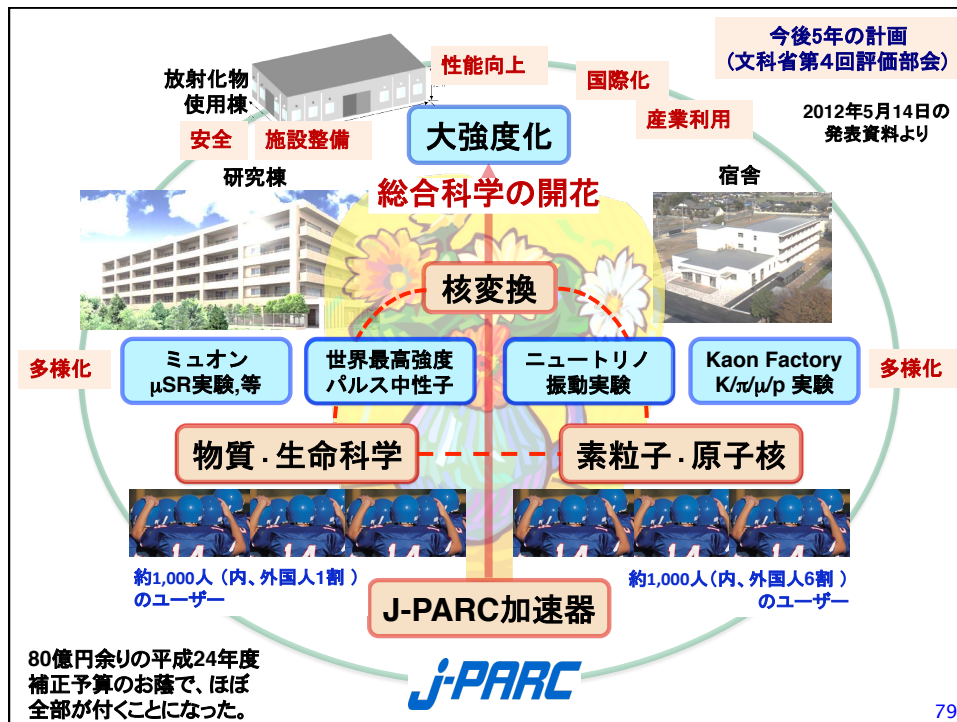 今後5年の計画
(文科省第4回評価部会)
2012年5月14日の
発表資料より
放射化物
使用棟
性能向上
国際化
産業利用
安全
施設整備
大強度化
研究棟
総合科学の開花
宿舎
核変換
多様化
ミュオン
μSR実験,等
世界最高強度
パルス中性子
ニュートリノ
振動実験
Kaon Factory
K/π/μ/p 実験
多様化
物質・生命科学
素粒子・原子核
14
14
14
14
約1,000人(内、外国人1割)
のユーザー
約1,000人(内、外国人6割)
のユーザー
J-PARC加速器
80億円余りの平成24年度
補正予算のお蔭で、ほぼ
全部が付くことになった。
J-PARC
79